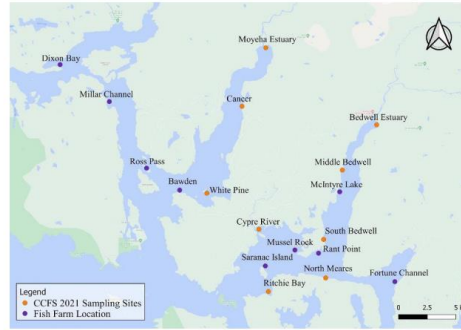 Moyeha Estuary
Dixon Bay
Millar Channel
Cancer
Bedwell Estuary
Ross Pass
Middle Bedwell
Bawden
McIntyre Lake
White Pine
Cypre River
South Bedwell
Mussel Rock
Rant Point
Saranac Island
North Meares
Fortune Channel
Ritchie Bay
Legend
CCFS 2021 Sampling Sites
Fish Farm Location
0 2.5 5